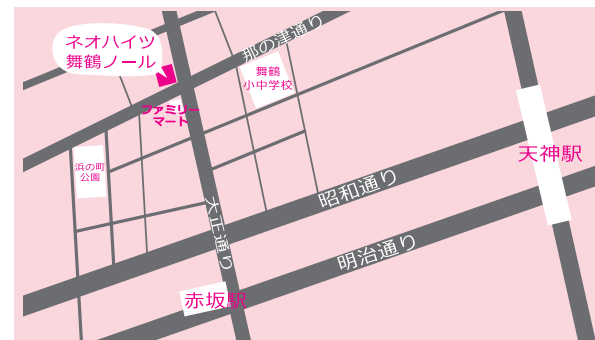 ネオハイツ
舞鶴ノール
那の津通り
舞鶴
小中学校
ファミリー
マート
浜の町
公園
天神駅
昭和通り
大正通り
明治通り
赤坂駅